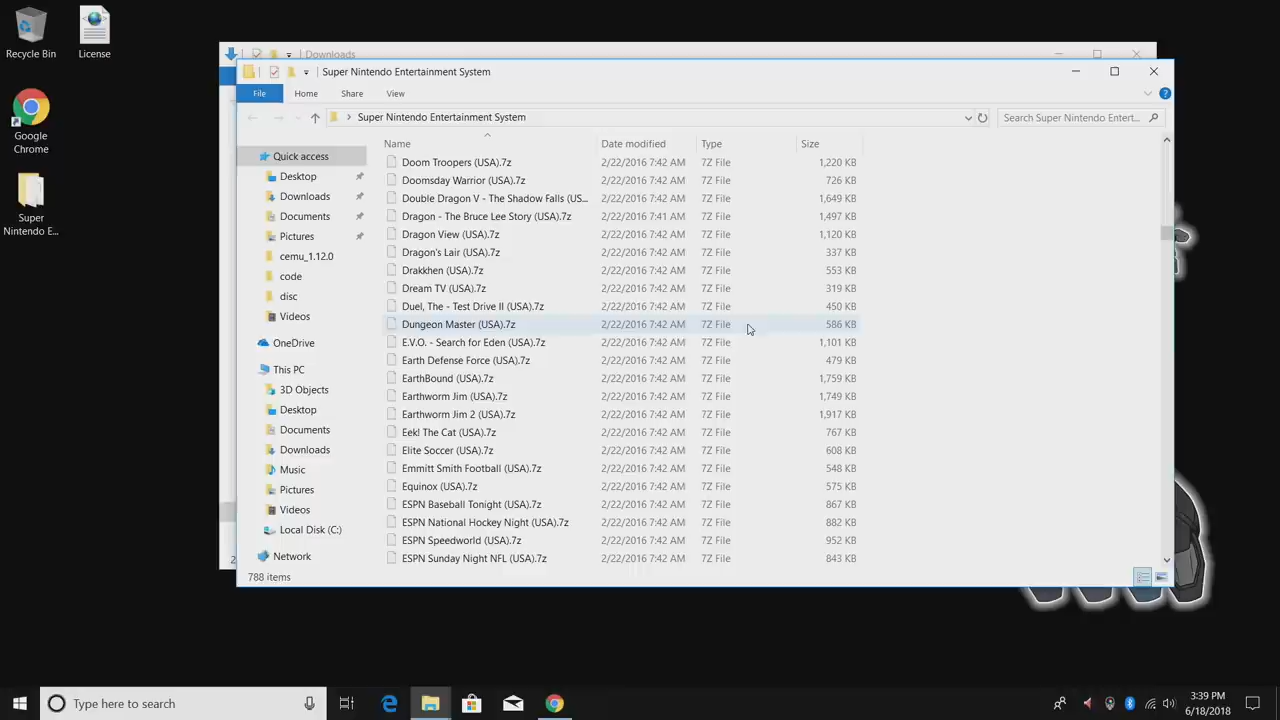 Recycle Bin
License
Google
Chrome
Super
Nintendo E...
Downloads
Super Nintendo Entertainment System
File Home Share View
Super Nintendo Entertainment System
Search Super Nintendo Entert...
Name Date modified Type Size
Quick access
Desktop
Downloads
Documents
Pictures
cemu_1.12.0
code
disc
Videos
OneDrive
This PC
3D Objects
Desktop
Documents
Downloads
Music
Pictures
Videos
Local Disk (C:)
Network
Doom Troopers (USA).7z 2/22/2016 7:42 AM 7Z File 1,220 KB
Doomsday Warrior (USA).7z 2/22/2016 7:42 AM 7Z File 726 KB
Double Dragon V - The Shadow Falls (US... 2/22/2016 7:42 AM 7Z File 1,649 KB
Dragon - The Bruce Lee Story (USA).7z 2/22/2016 7:41 AM 7Z File 1,497 KB
Dragon View (USA).7z 2/22/2016 7:42 AM 7Z File 1,120 KB
Dragon's Lair (USA).7z 2/22/2016 7:42 AM 7Z File 337 KB
Drakkhen (USA).7z 2/22/2016 7:42 AM 7Z File 553 KB
Dream TV (USA).7z 2/22/2016 7:42 AM 7Z File 319 KB
Duel, The - Test Drive II (USA).7z 2/22/2016 7:42 AM 7Z File 450 KB
Dungeon Master (USA).7z 2/22/2016 7:42 AM 7Z File 586 KB
E.V.O. - Search for Eden (USA).7z 2/22/2016 7:42 AM 7Z File 1,101 KB
Earth Defense Force (USA).7z 2/22/2016 7:42 AM 7Z File 479 KB
EarthBound (USA).7z 2/22/2016 7:42 AM 7Z File 1,759 KB
Earthworm Jim (USA).7z 2/22/2016 7:42 AM 7Z File 1,749 KB
Earthworm Jim 2 (USA).7z 2/22/2016 7:42 AM 7Z File 1,917 KB
Eek! The Cat (USA).7z 2/22/2016 7:42 AM 7Z File 767 KB
Elite Soccer (USA).7z 2/22/2016 7:42 AM 7Z File 608 KB
Emmitt Smith Football (USA).7z 2/22/2016 7:42 AM 7Z File 548 KB
Equinox (USA).7z 2/22/2016 7:42 AM 7Z File 575 KB
ESPN Baseball Tonight (USA).7z 2/22/2016 7:42 AM 7Z File 867 KB
ESPN National Hockey Night (USA).7z 2/22/2016 7:42 AM 7Z File 882 KB
ESPN Speedworld (USA).7z 2/22/2016 7:42 AM 7Z File 952 KB
ESPN Sunday Night NFL (USA).7z 2/22/2016 7:42 AM 7Z File 843 KB
788 items
2
Type here to search
3:39 PM
6/18/2018